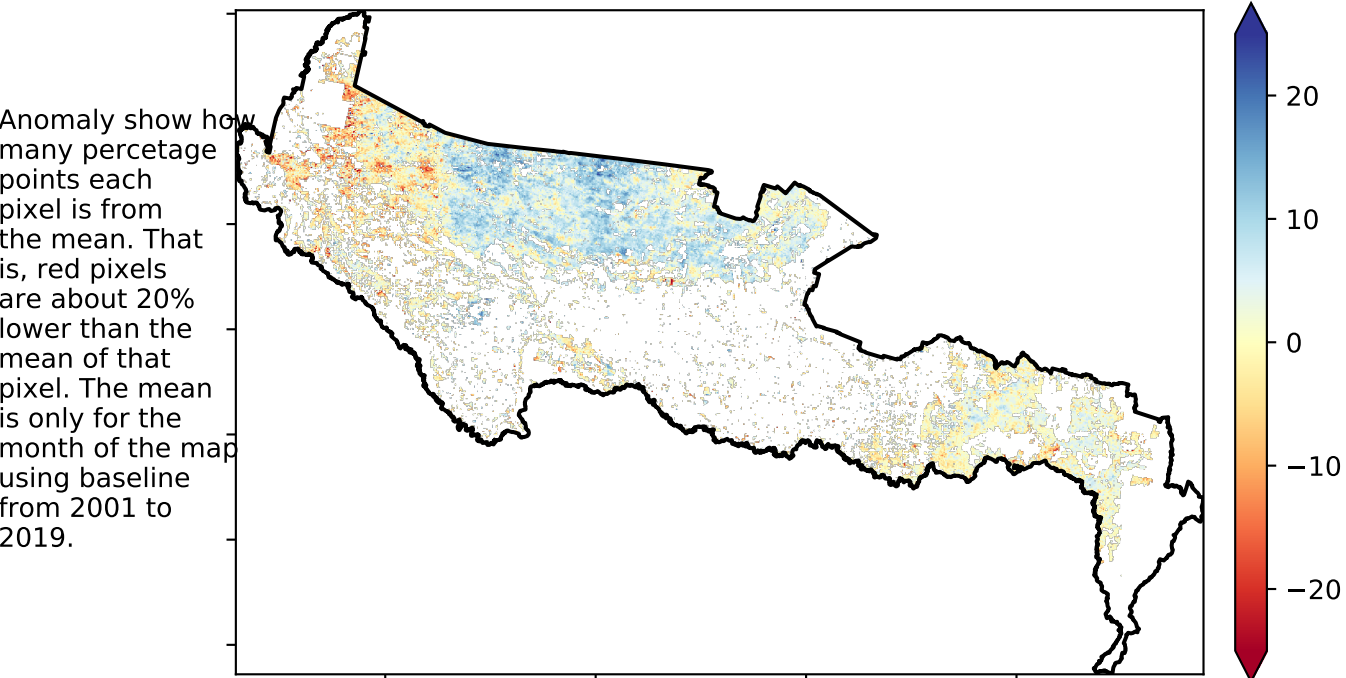 Anomaly show how
many percetage
points each
pixel is from
the mean. That
is, red pixels
are about 20%
lower than the
mean of that
pixel. The mean
is only for the
month of the map
using baseline
from 2001 to
2019.
20
10
0
−10
−20